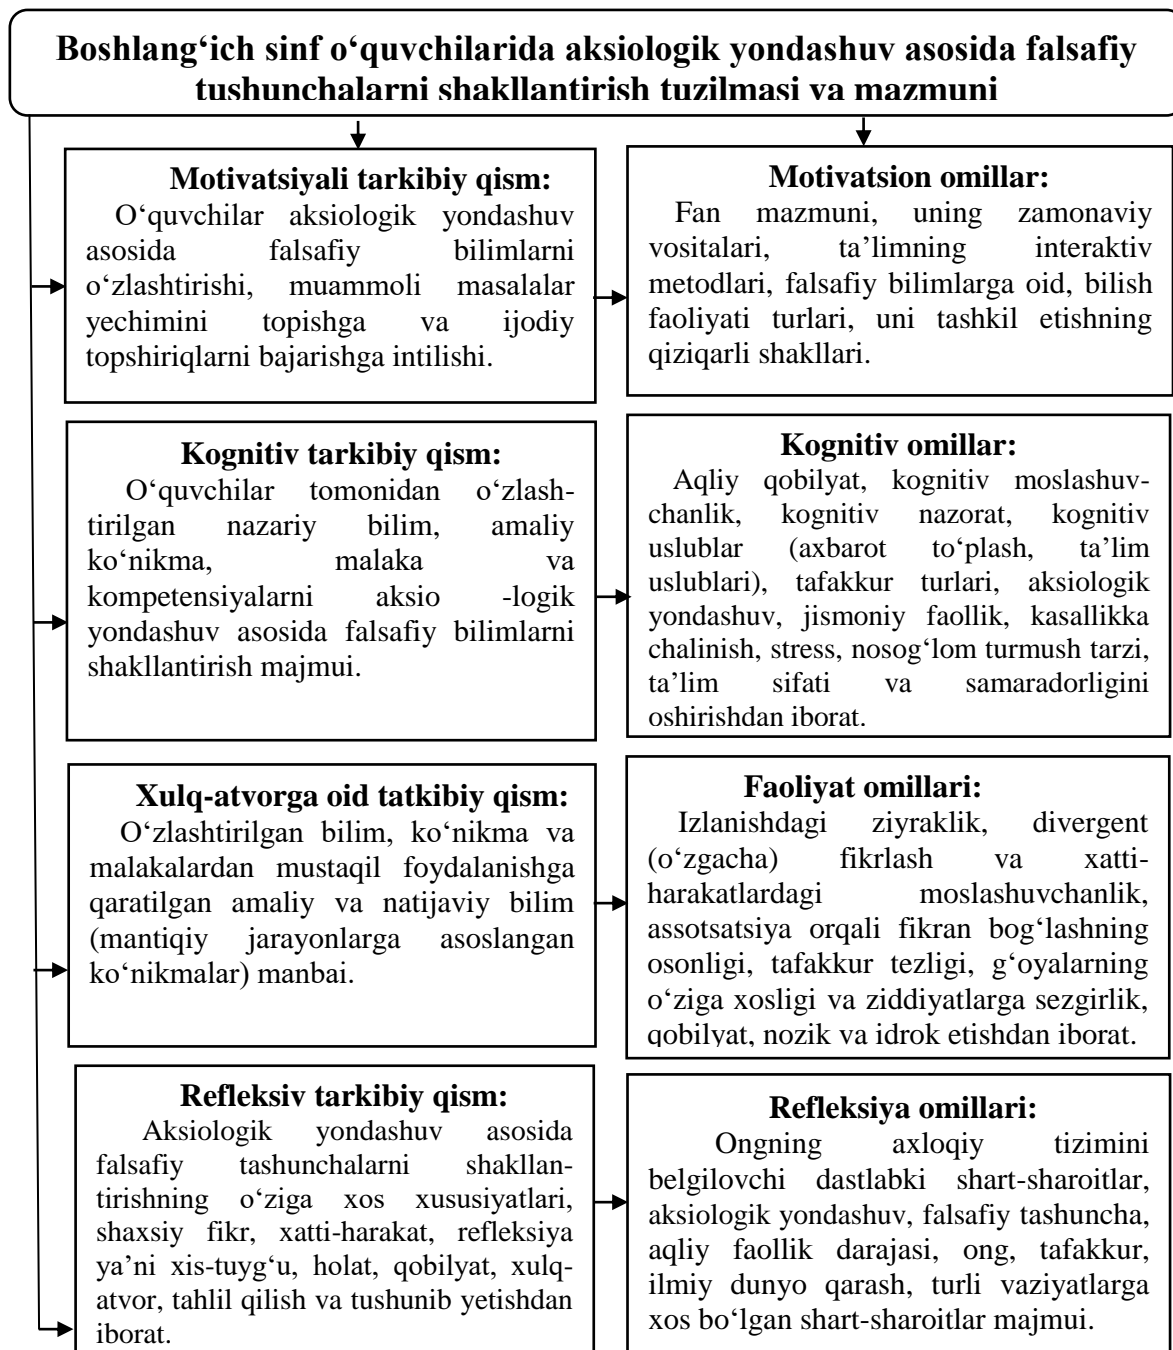 Boshlang‘ich sinf o‘quvchilarida aksiologik yondashuv asosida falsafiy
tushunchalarni shakllantirish tuzilmasi va mazmuni
Motivatsiyali tarkibiy qism:
O‘quvchilar aksiologik yondashuv
asosida falsafiy bilimlarni
o‘zlashtirishi, muammoli masalalar
yechimini topishga va ijodiy
topshiriqlarni bajarishga intilishi.
Motivatsion omillar:
Fan mazmuni, uning zamonaviy
vositalari, ta’limning interaktiv
metodlari, falsafiy bilimlarga oid, bilish
faoliyati turlari, uni tashkil etishning
qiziqarli shakllari.
Kognitiv tarkibiy qism:
O‘quvchilar tomonidan o‘zlash-
tirilgan nazariy bilim, amaliy
ko‘nikma, malaka va
kompetensiyalarni aksio -logik
yondashuv asosida falsafiy bilimlarni
shakllantirish majmui.
Kognitiv omillar:
Aqliy qobilyat, kognitiv moslashuv-
chanlik, kognitiv nazorat, kognitiv
uslublar (axbarot to‘plash, ta’lim
uslublari), tafakkur turlari, aksiologik
yondashuv, jismoniy faollik, kasallikka
chalinish, stress, nosog‘lom turmush tarzi,
ta’lim sifati va samaradorligini
oshirishdan iborat.
Xulq-atvorga oid tatkibiy qism:
O‘zlashtirilgan bilim, ko‘nikma va
malakalardan mustaqil foydalanishga
qaratilgan amaliy va natijaviy bilim
(mantiqiy jarayonlarga asoslangan
ko‘nikmalar) manbai.
Faoliyat omillari:
Izlanishdagi ziyraklik, divergent
(o‘zgacha) fikrlash va xatti-
harakatlardagi moslashuvchanlik,
assotsatsiya orqali fikran bog‘lashning
osonligi, tafakkur tezligi, g‘oyalarning
o‘ziga xosligi va ziddiyatlarga sezgirlik,
qobilyat, nozik va idrok etishdan iborat.
Refleksiv tarkibiy qism:
Aksiologik yondashuv asosida
falsafiy tashunchalarni shakllan-
tirishning o‘ziga xos xususiyatlari,
shaxsiy fikr, xatti-harakat, refleksiya
ya’ni xis-tuyg‘u, holat, qobilyat, xulq-
atvor, tahlil qilish va tushunib yetishdan
iborat.
Refleksiya omillari:
Ongning axloqiy tizimini
belgilovchi dastlabki shart-sharoitlar,
aksiologik yondashuv, falsafiy tashuncha,
aqliy faollik darajasi, ong, tafakkur,
ilmiy dunyo qarash, turli vaziyatlarga
xos bo‘lgan shart-sharoitlar majmui.